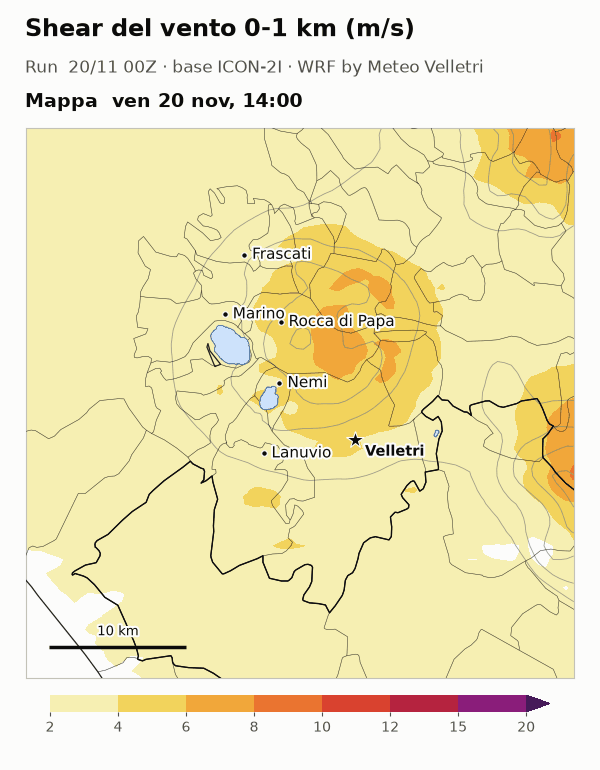 Shear del vento 0-1 km (m/s)
Run  20/11 00Z · base ICON-2I · WRF by Meteo Velletri
Mappa  ven 20 nov, 14:00
Frascati
Marino
Rocca di Papa
Nemi
Velletri
Lanuvio
10 km
2 4 6 8 10 12 15 20